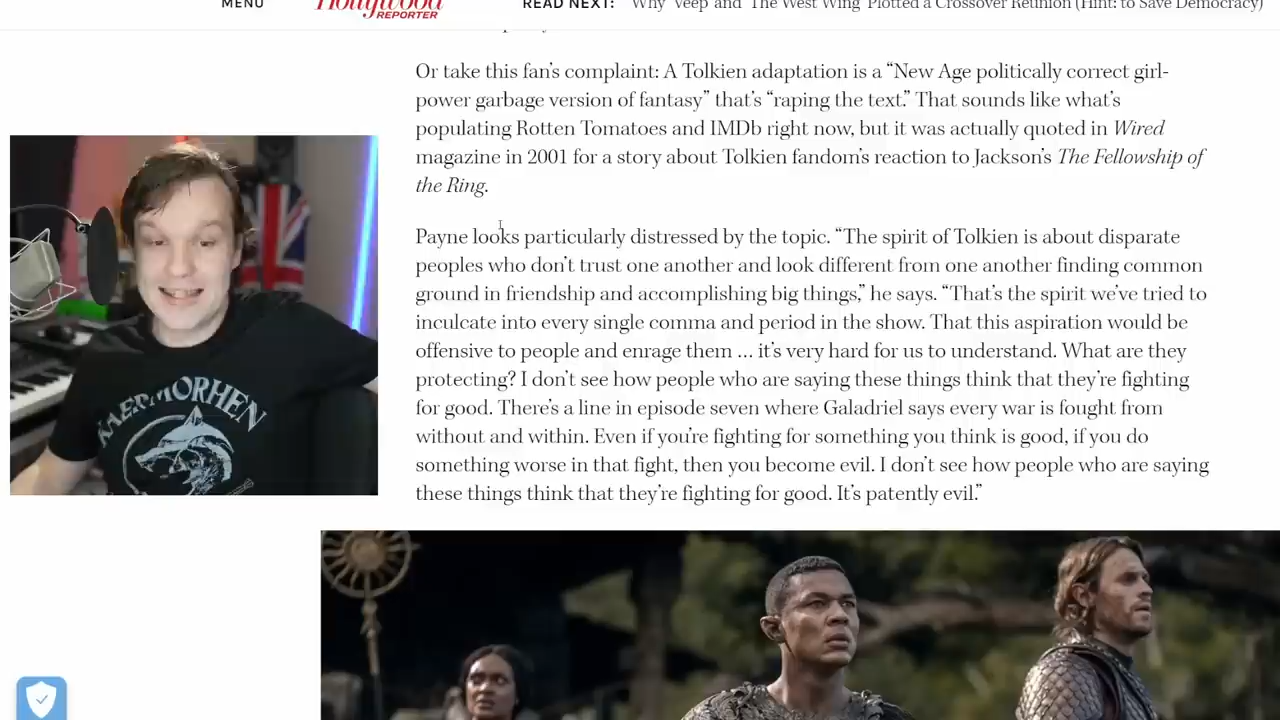 MENU
Hollywood
REPORTER
READ NEXT: Why 'Veep' and 'The West Wing' Plotted a Crossover Reunion (Hint: to Save Democracy)
Or take this fan's complaint: A Tolkien adaptation is a “New Age politically correct girl-
power garbage version of fantasy” that's “raping the text.” That sounds like what's
populating Rotten Tomatoes and IMDb right now, but it was actually quoted in Wired
magazine in 2001 for a story about Tolkien fandom's reaction to Jackson's The Fellowship of
the Ring.
Payne looks particularly distressed by the topic. “The spirit of Tolkien is about disparate
peoples who don't trust one another and look different from one another finding common
ground in friendship and accomplishing big things,” he says. “That's the spirit we've tried to
inculcate into every single comma and period in the show. That this aspiration would be
offensive to people and enrage them … it's very hard for us to understand. What are they
protecting? I don't see how people who are saying these things think that they're fighting
for good. There's a line in episode seven where Galadriel says every war is fought from
without and within. Even if you're fighting for something you think is good, if you do
something worse in that fight, then you become evil. I don't see how people who are saying
these things think that they're fighting for good. It's patently evil.”
KAER MORHEN